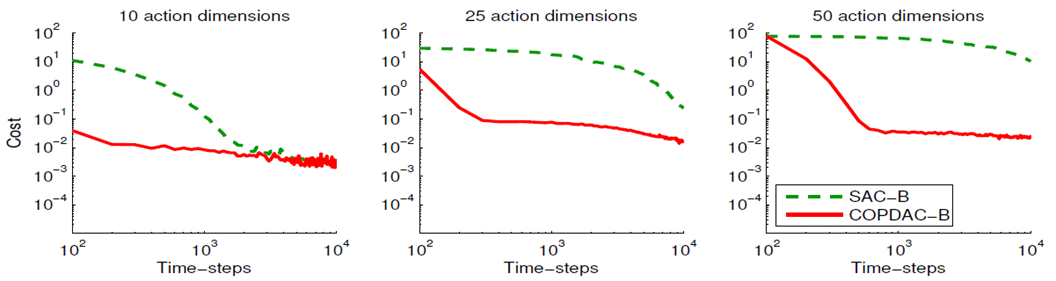 10 action dimensions
10^2
10^1
10^0
10^-1
10^-2
10^-3
10^-4
Cost
10^2 10^3 10^4
Time-steps
25 action dimensions
10^2
10^1
10^0
10^-1
10^-2
10^-3
10^-4
10^2 10^3 10^4
Time-steps
50 action dimensions
10^2
10^1
10^0
10^-1
10^-2
10^-3
10^-4
SAC-B
COPDAC-B
10^2 10^3 10^4
Time-steps